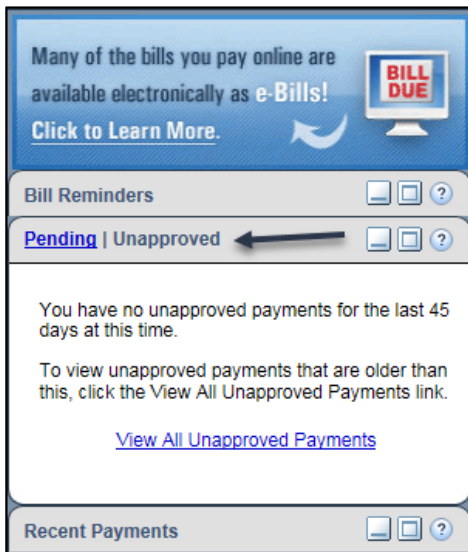 Many of the bills you pay online are
available electronically as e-Bills!
Click to Learn More.
BILL
DUE
Bill Reminders
?
Pending | Unapproved
?
You have no unapproved payments for the last 45
days at this time.
To view unapproved payments that are older than
this, click the View All Unapproved Payments link.
View All Unapproved Payments
Recent Payments
?